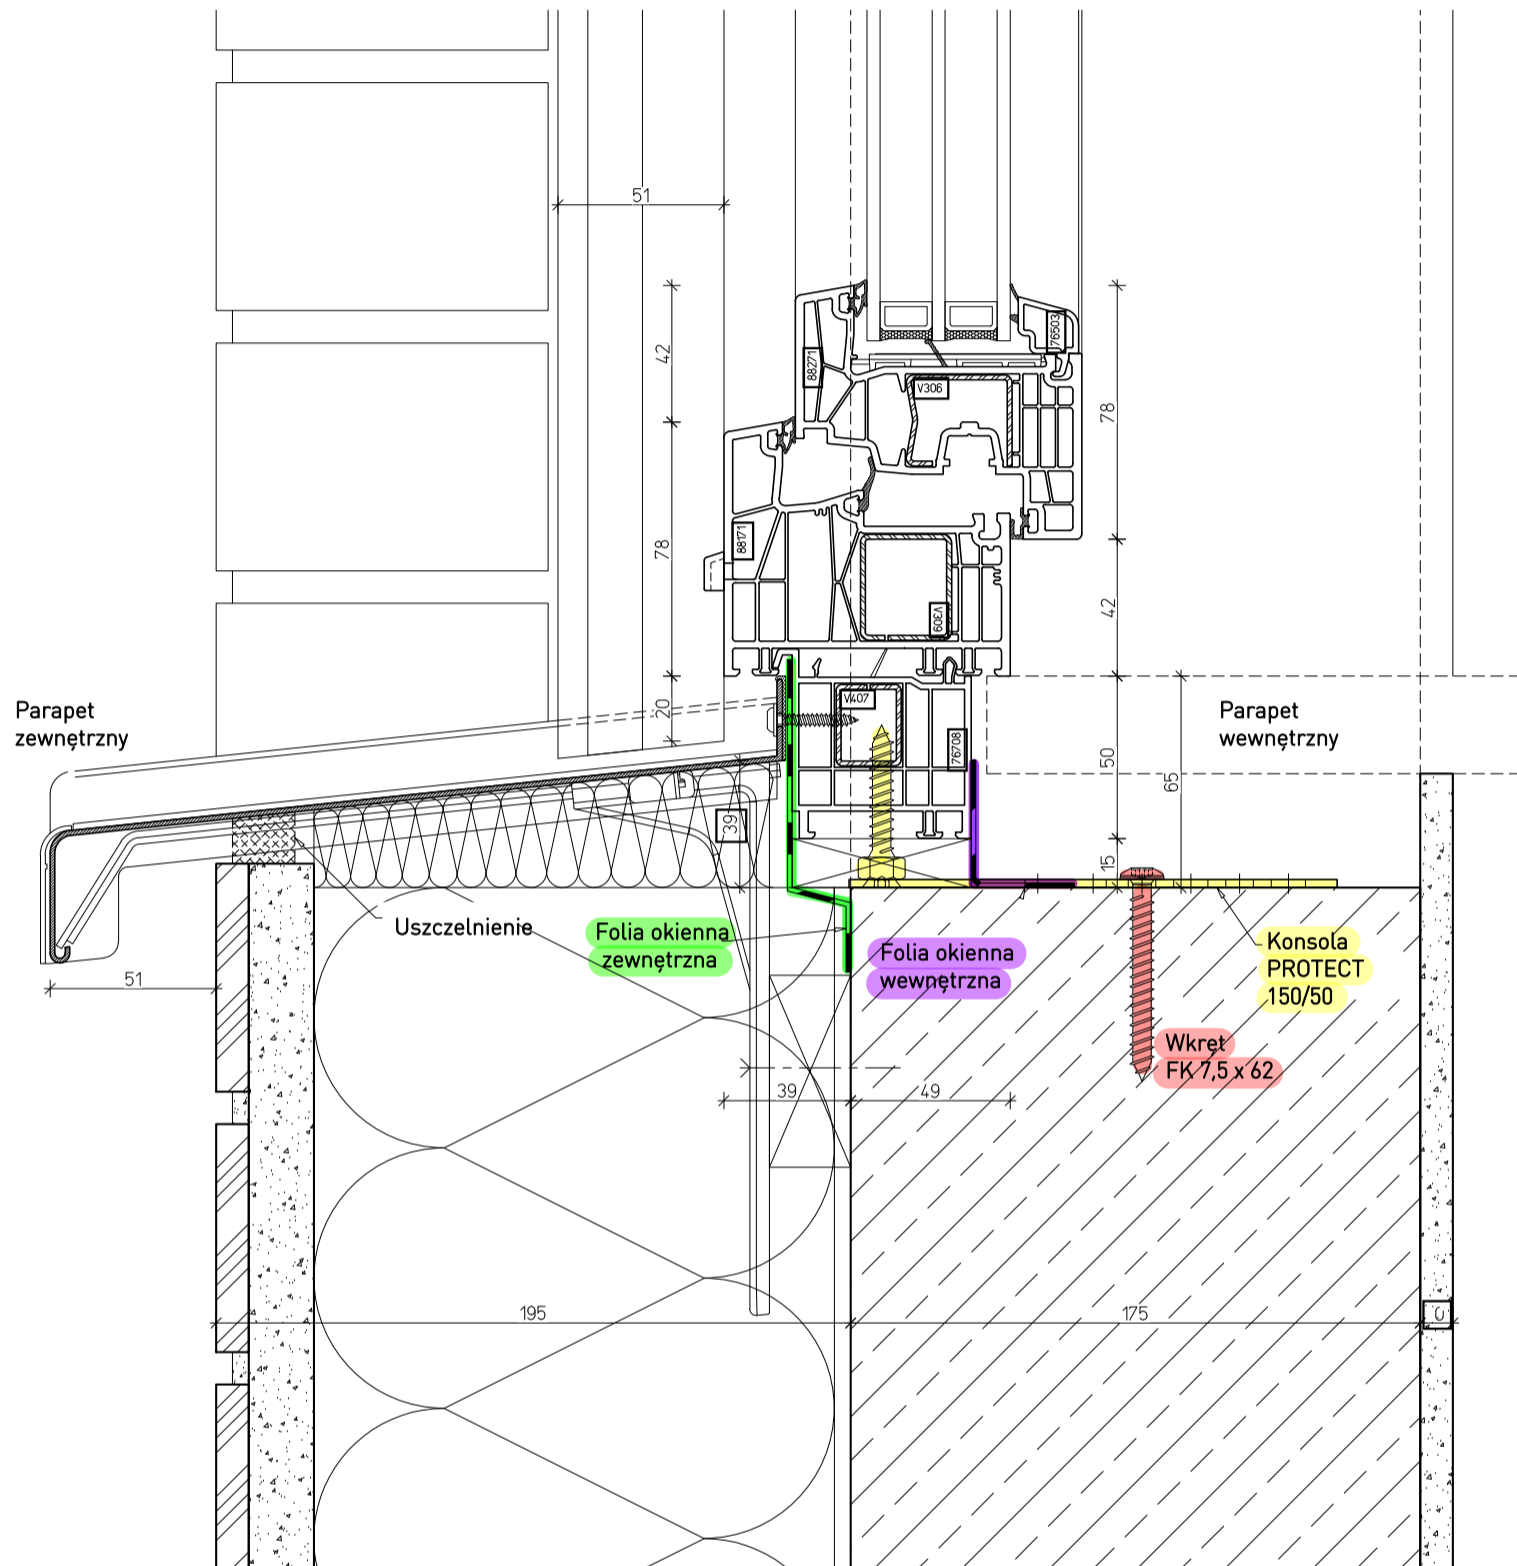 51
42
88271
V306
76503
78
78
88171
V309
42
Parapet
zewnętrzny
20
V407
76708
50
65
Parapet
wewnętrzny
39
15
Uszczelnienie
Folia okienna
zewnętrzna
Folia okienna
wewnętrzna
Konsola
PROTECT
150/50
51
Wkręt
FK 7,5 x 62
39
49
195
175